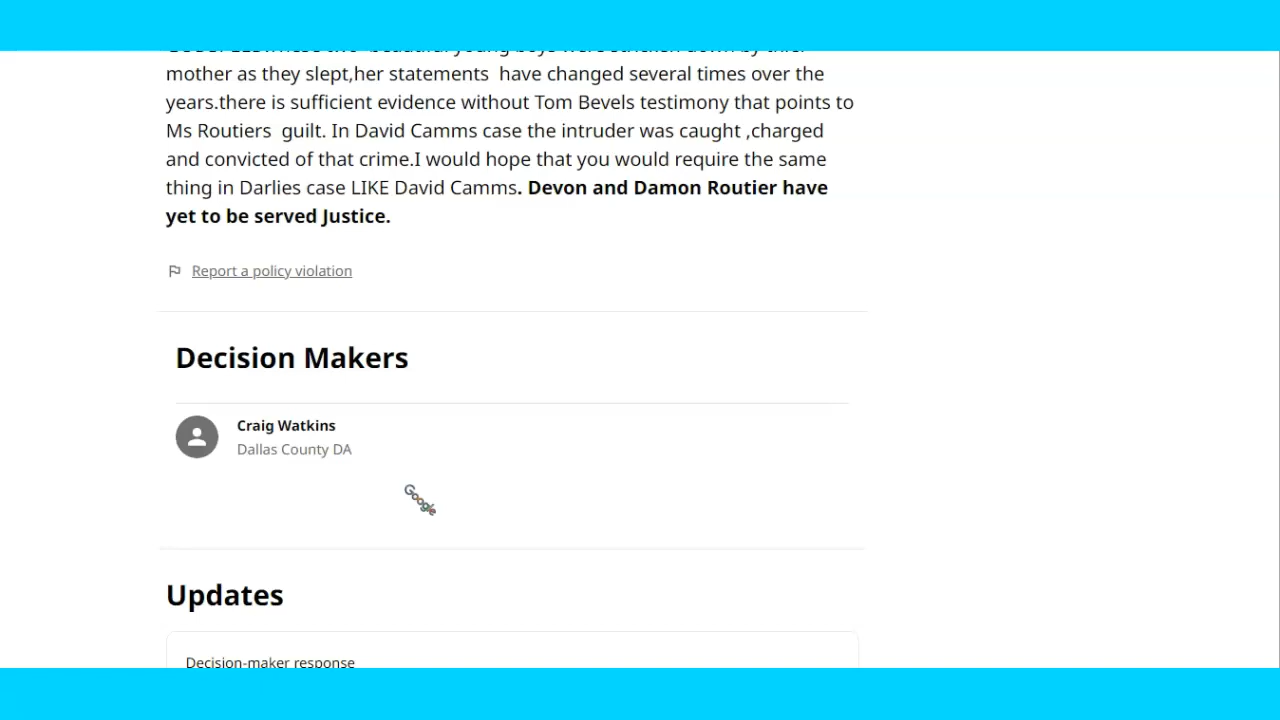 mother as they slept,her statements  have changed several times over the
years.there is sufficient evidence without Tom Bevels testimony that points to
Ms Routiers  guilt. In David Camms case the intruder was caught ,charged
and convicted of that crime.I would hope that you would require the same
thing in Darlies case LIKE David Camms. Devon and Damon Routier have
yet to be served Justice.
Report a policy violation
Decision Makers
Craig Watkins
Dallas County DA
Google
Updates
Decision-maker response